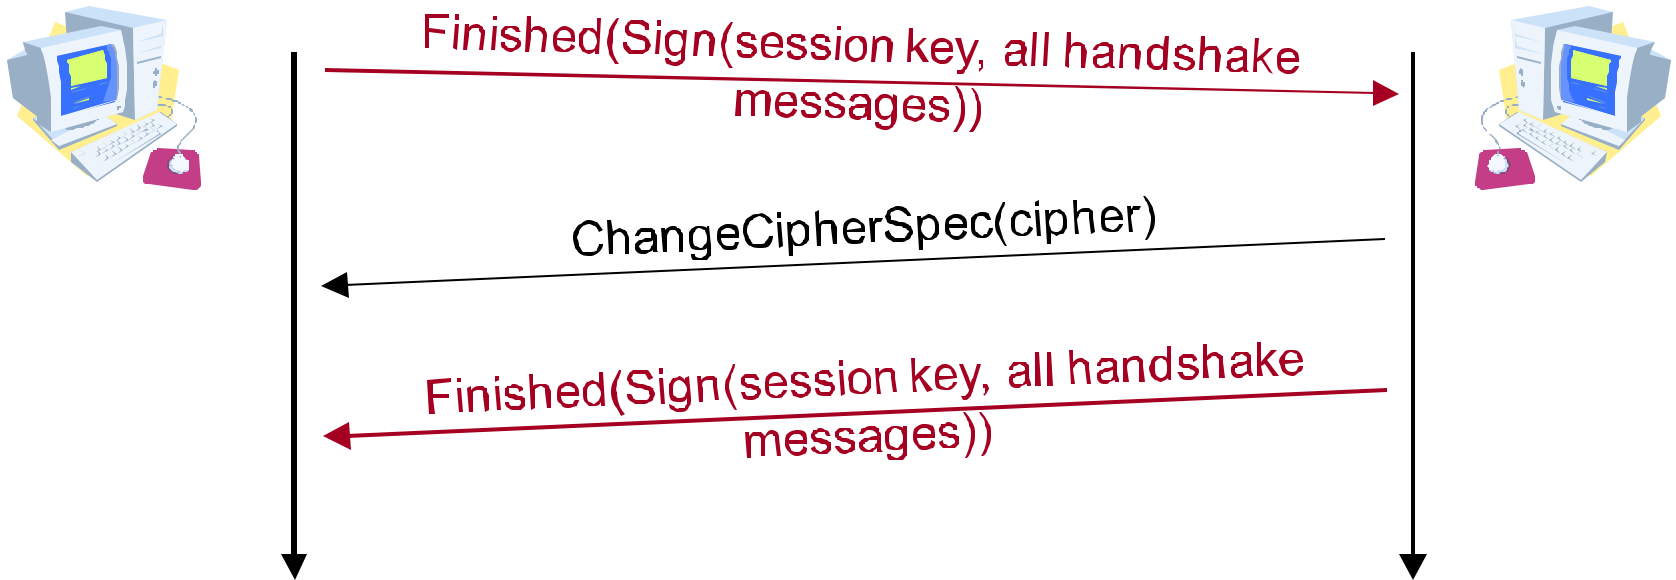 Finished(Sign(session key, all handshake
messages))
ChangeCipherSpec(cipher)
Finished(Sign(session key, all handshake
messages))